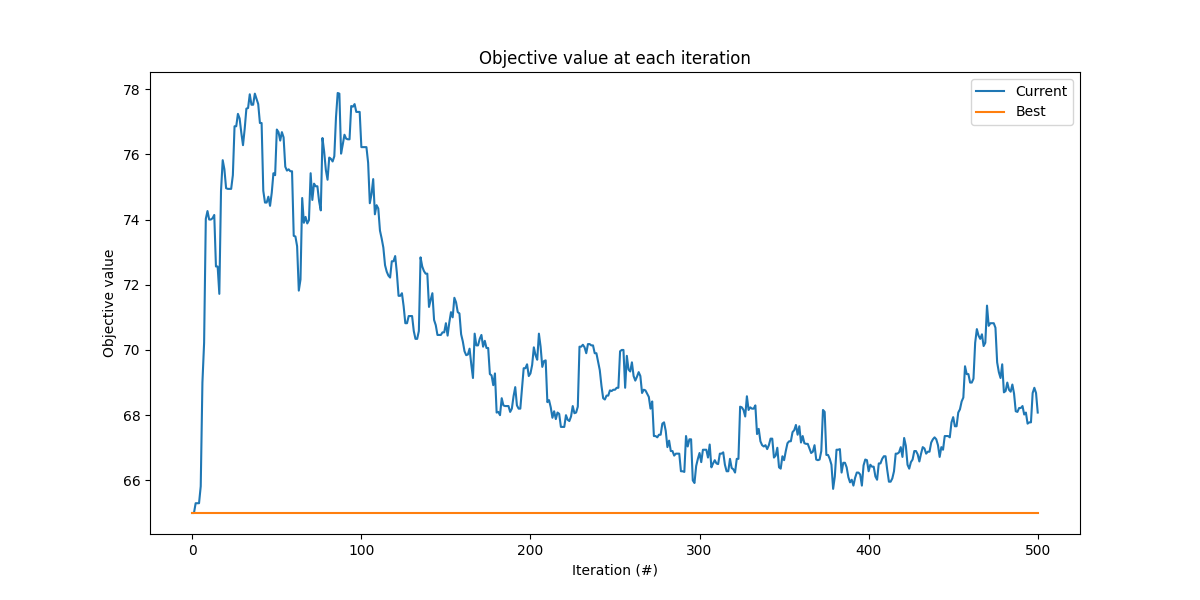 Objective value at each iteration
Current
Best
Objective value
78
76
74
72
70
68
66
0 100 200 300 400 500
Iteration (#)